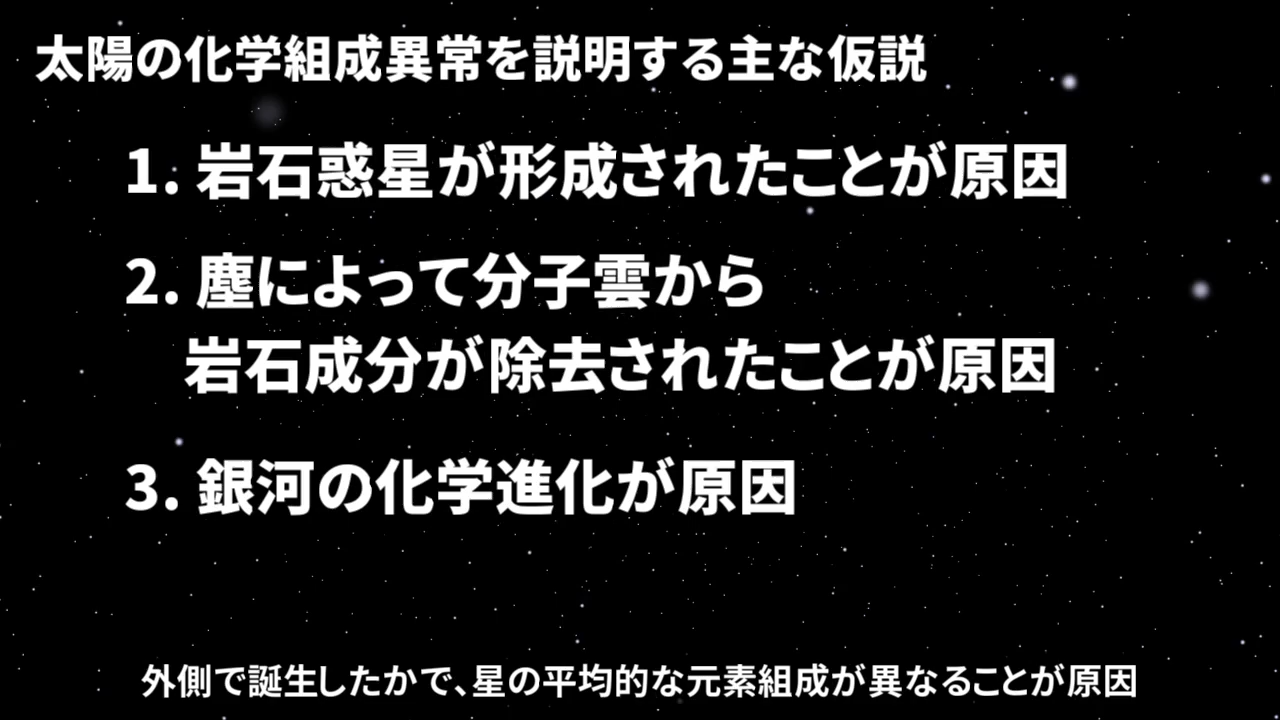 太陽の化学組成異常を説明する主な仮説
1. 岩石惑星が形成されたことが原因
2. 塵によって分子雲から
岩石成分が除去されたことが原因
3. 銀河の化学進化が原因
外側で誕生したかで、星の平均的な元素組成が異なることが原因